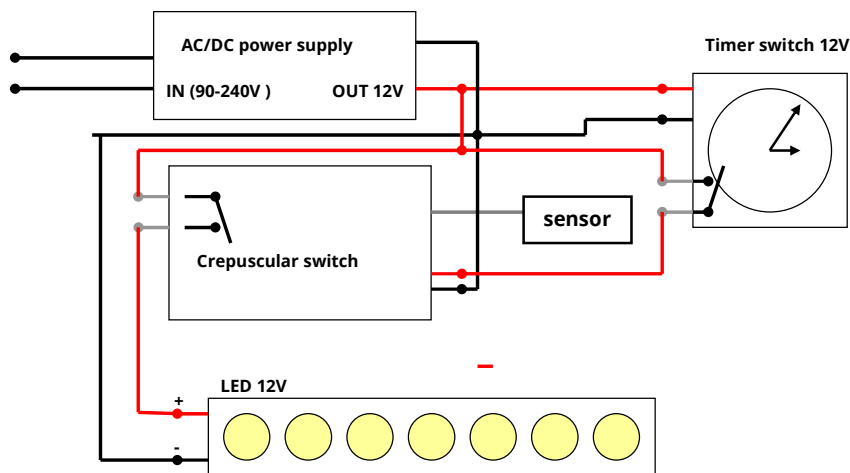 AC/DC power supply
Timer switch 12V
IN (90-240V )
OUT 12V
sensor
Crepuscular switch
LED 12V
+
-